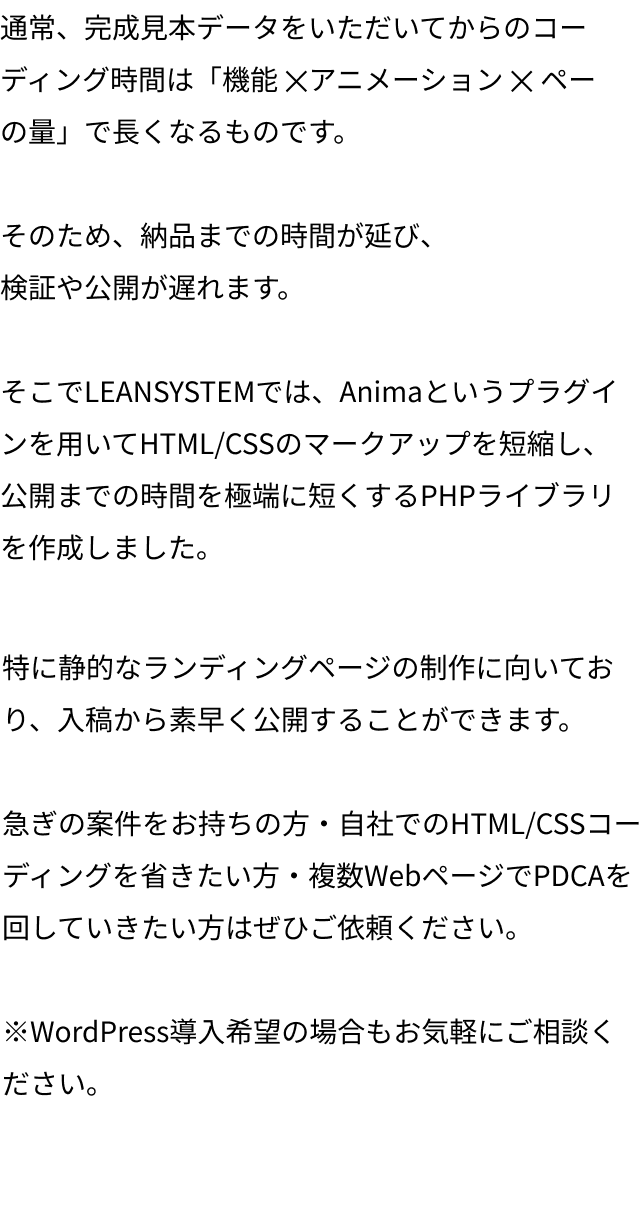 通常、完成見本データをいただいてからのコー
ディング時間は「機能 ✕アニメーション ✕ ペー
の量」で長くなるものです。
そのため、納品までの時間が延び、
検証や公開が遅れます。
そこでLEANSYSTEMでは、Animaというプラグイ
ンを用いてHTML/CSSのマークアップを短縮し、
公開までの時間を極端に短くするPHPライブラリ
を作成しました。
特に静的なランディングページの制作に向いてお
り、入稿から素早く公開することができます。
急ぎの案件をお持ちの方・自社でのHTML/CSSコー
ディングを省きたい方・複数WebページでPDCAを
回していきたい方はぜひご依頼ください。
※WordPress導入希望の場合もお気軽にご相談く
ださい。